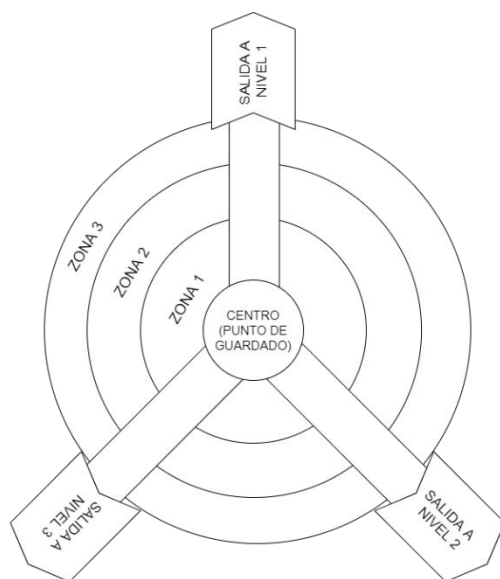 SALIDA A
NIVEL 1
ZONA 3
ZONA 2
ZONA 1
CENTRO
(PUNTO DE
GUARDADO)
SALIDA A
NIVEL 3
SALIDA A
NIVEL 2